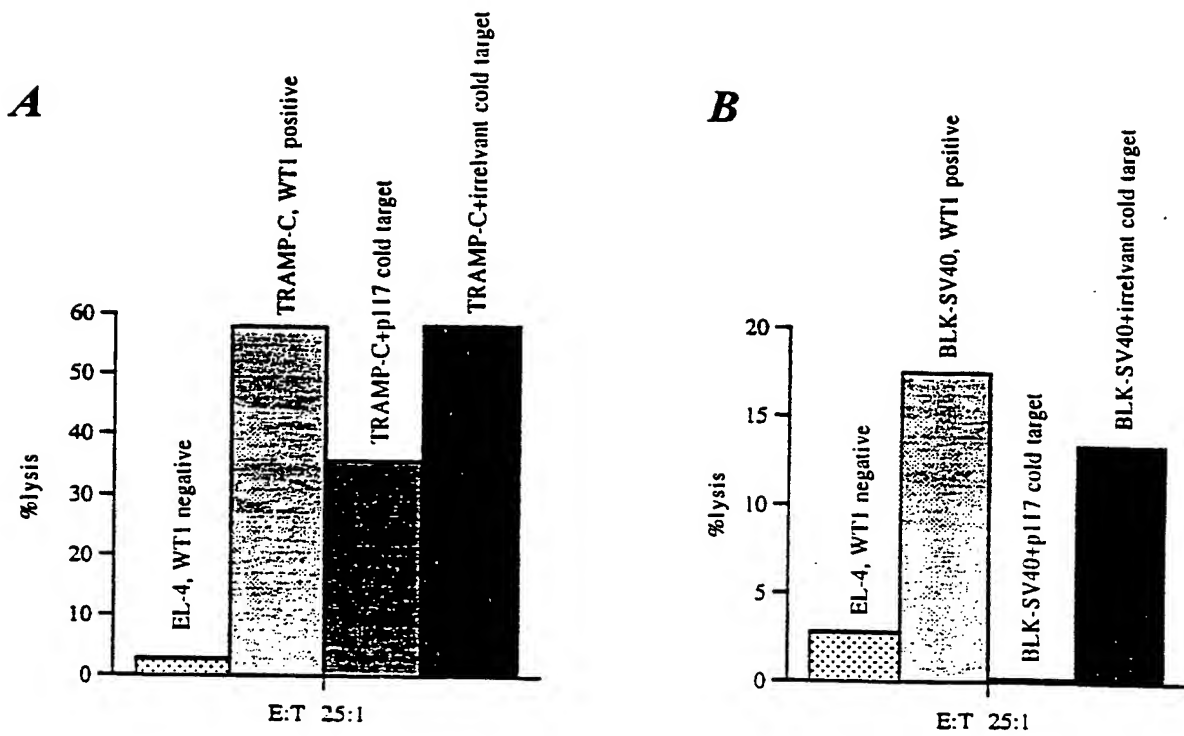 A
%lysis
60
50
40
30
20
10
0
EL-4, WT1 negative
TRAMP-C, WT1 positive
TRAMP-C+p117 cold target
TRAMP-C+irrelvant cold target
E:T 25:1
B
%lysis
20
15
10
5
0
EL-4, WT1 negative
BLK-SV40, WT1 positive
BLK-SV40+p117 cold target
BLK-SV40+irrelvant cold target
E:T 25:1